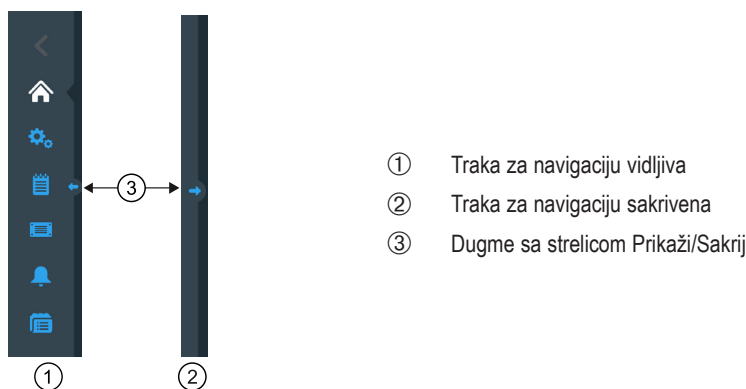 ③
① ②
① Traka za navigaciju vidljiva
② Traka za navigaciju sakrivena
③ Dugme sa strelicom Prikaži/Sakrij